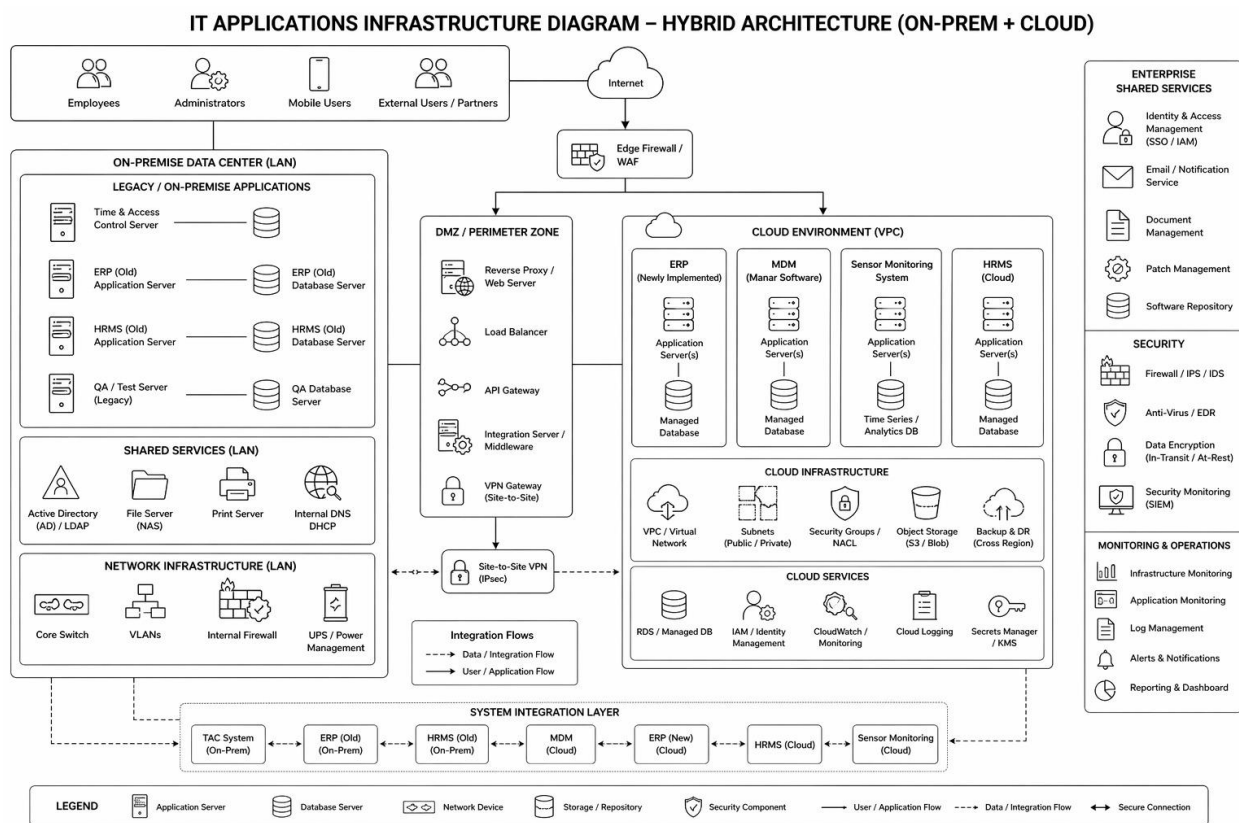 IT APPLICATIONS INFRASTRUCTURE DIAGRAM – HYBRID ARCHITECTURE (ON-PREM + CLOUD)
Employees
Administrators
Mobile Users
External Users / Partners
Internet
Edge Firewall /
WAF
ON-PREMISE DATA CENTER (LAN)
LEGACY / ON-PREMISE APPLICATIONS
Time & Access
Control Server
ERP (Old)
Application Server
ERP (Old)
Database Server
HRMS (Old)
Application Server
HRMS (Old)
Database Server
QA / Test Server
(Legacy)
QA Database
Server
SHARED SERVICES (LAN)
Active Directory
(AD) / LDAP
File Server
(NAS)
Print Server
Internal DNS
DHCP
NETWORK INFRASTRUCTURE (LAN)
Core Switch
VLANs
Internal Firewall
UPS / Power
Management
DMZ / PERIMETER ZONE
Reverse Proxy /
Web Server
Load Balancer
API Gateway
Integration Server /
Middleware
VPN Gateway
(Site-to-Site)
Site-to-Site VPN
(IPsec)
Integration Flows
Data / Integration Flow
User / Application Flow
CLOUD ENVIRONMENT (VPC)
ERP
(Newly Implemented)
Application
Server(s)
Managed
Database
MDM
(Manar Software)
Application
Server(s)
Managed
Database
Sensor Monitoring
System
Application
Server(s)
Time Series /
Analytics DB
HRMS
(Cloud)
Application
Server(s)
Managed
Database
CLOUD INFRASTRUCTURE
VPC / Virtual
Network
Subnets
(Public / Private)
Security Groups /
NACL
Object Storage
(S3 / Blob)
Backup & DR
(Cross Region)
CLOUD SERVICES
RDS / Managed DB
IAM / Identity
Management
CloudWatch /
Monitoring
Cloud Logging
Secrets Manager
/ KMS
ENTERPRISE
SHARED SERVICES
Identity & Access
Management
(SSO / IAM)
Email / Notification
Service
Document
Management
Patch Management
Software Repository
SECURITY
Firewall / IPS / IDS
Anti-Virus / EDR
Data Encryption
(In-Transit / At-Rest)
Security Monitoring
(SIEM)
MONITORING & OPERATIONS
Infrastructure Monitoring
Application Monitoring
Log Management
Alerts & Notifications
Reporting & Dashboard
SYSTEM INTEGRATION LAYER
TAC System
(On-Prem)
ERP (Old)
(On-Prem)
HRMS (Old)
(On-Prem)
MDM
(Cloud)
ERP (New)
(Cloud)
HRMS (Cloud)
Sensor Monitoring
(Cloud)
LEGEND
Application Server
Database Server
Network Device
Storage / Repository
Security Component
User / Application Flow
Data / Integration Flow
Secure Connection